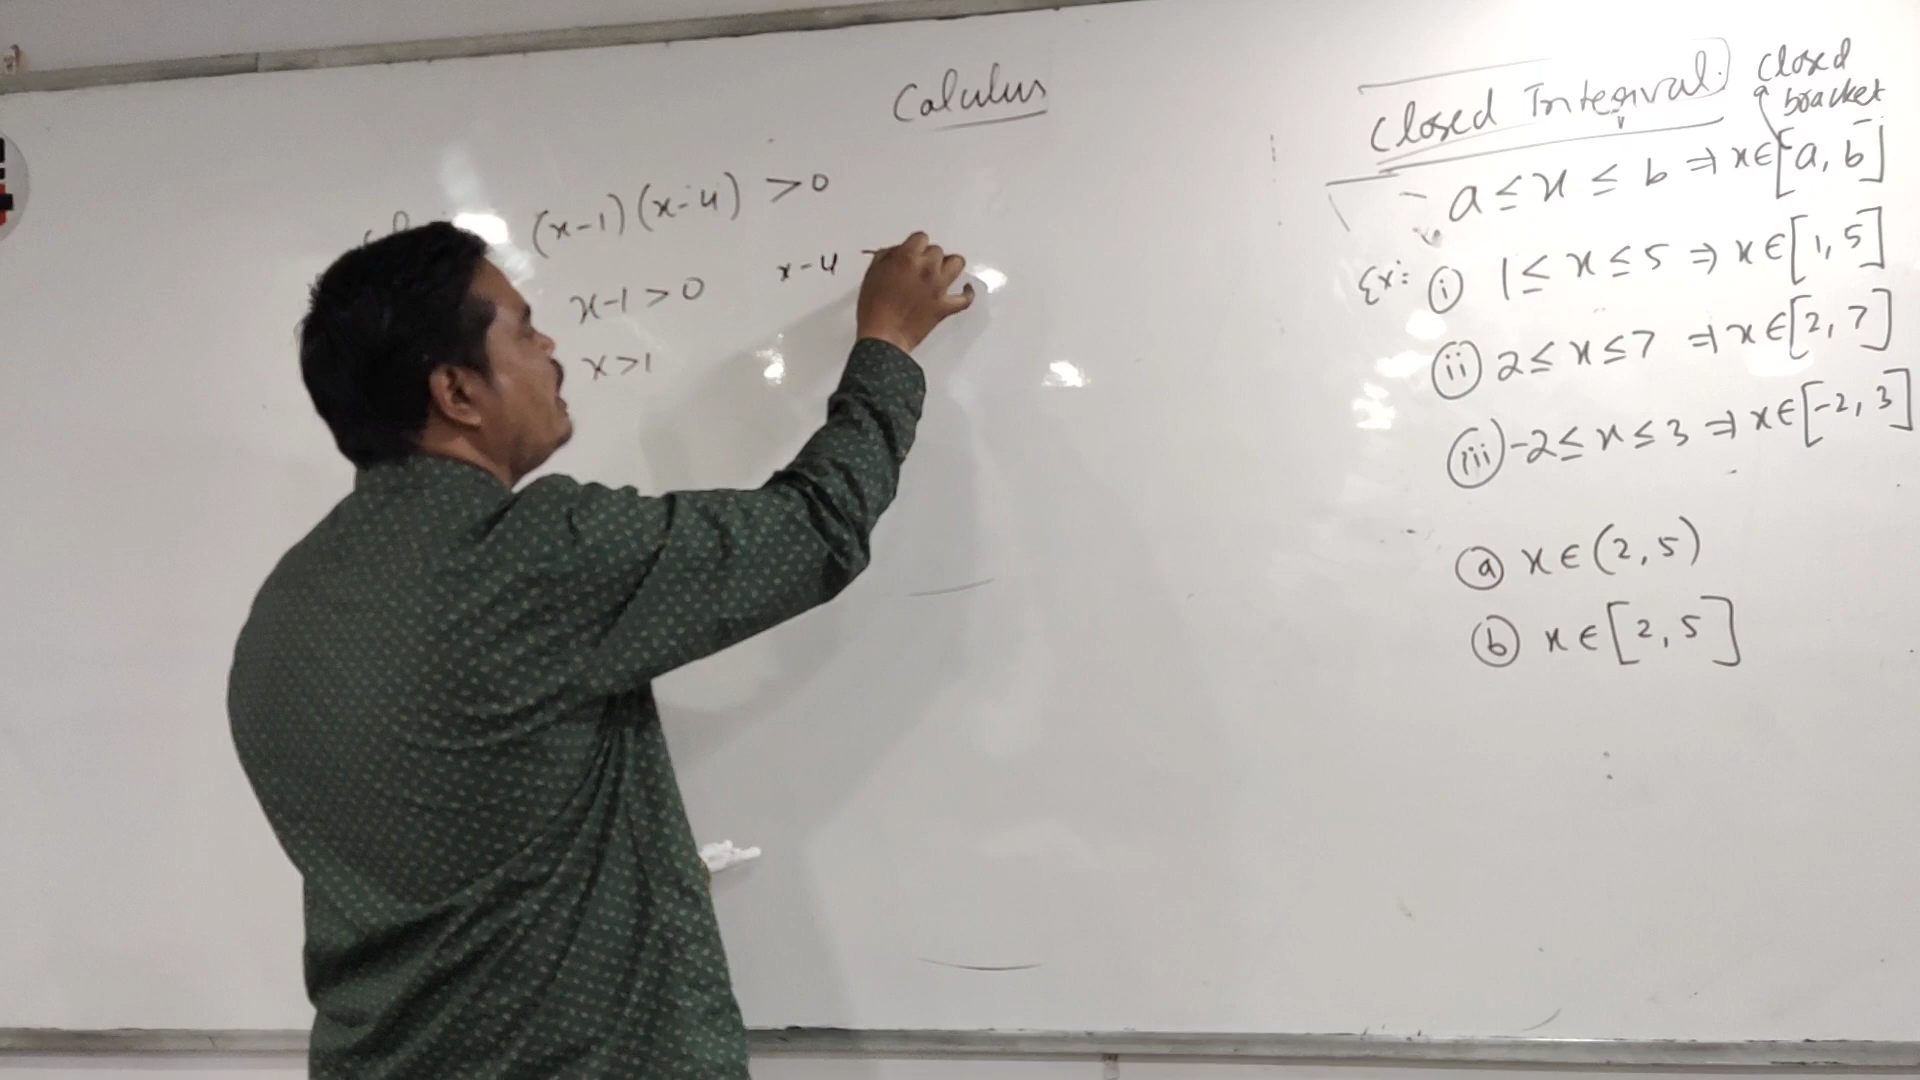 Calculus
(x-1)(x-4) >0
x-1>0 x-4
x>1
Closed Interval
closed
bracket
a≤x≤b ⇒ x∈[a,b]
Ex: (i) 1≤x≤5 ⇒ x∈[1,5]
(ii) 2≤x≤7 ⇒ x∈[2,7]
(iii) -2≤x≤3 ⇒ x∈[-2,3]
(a) x∈(2,5)
(b) x∈[2,5]